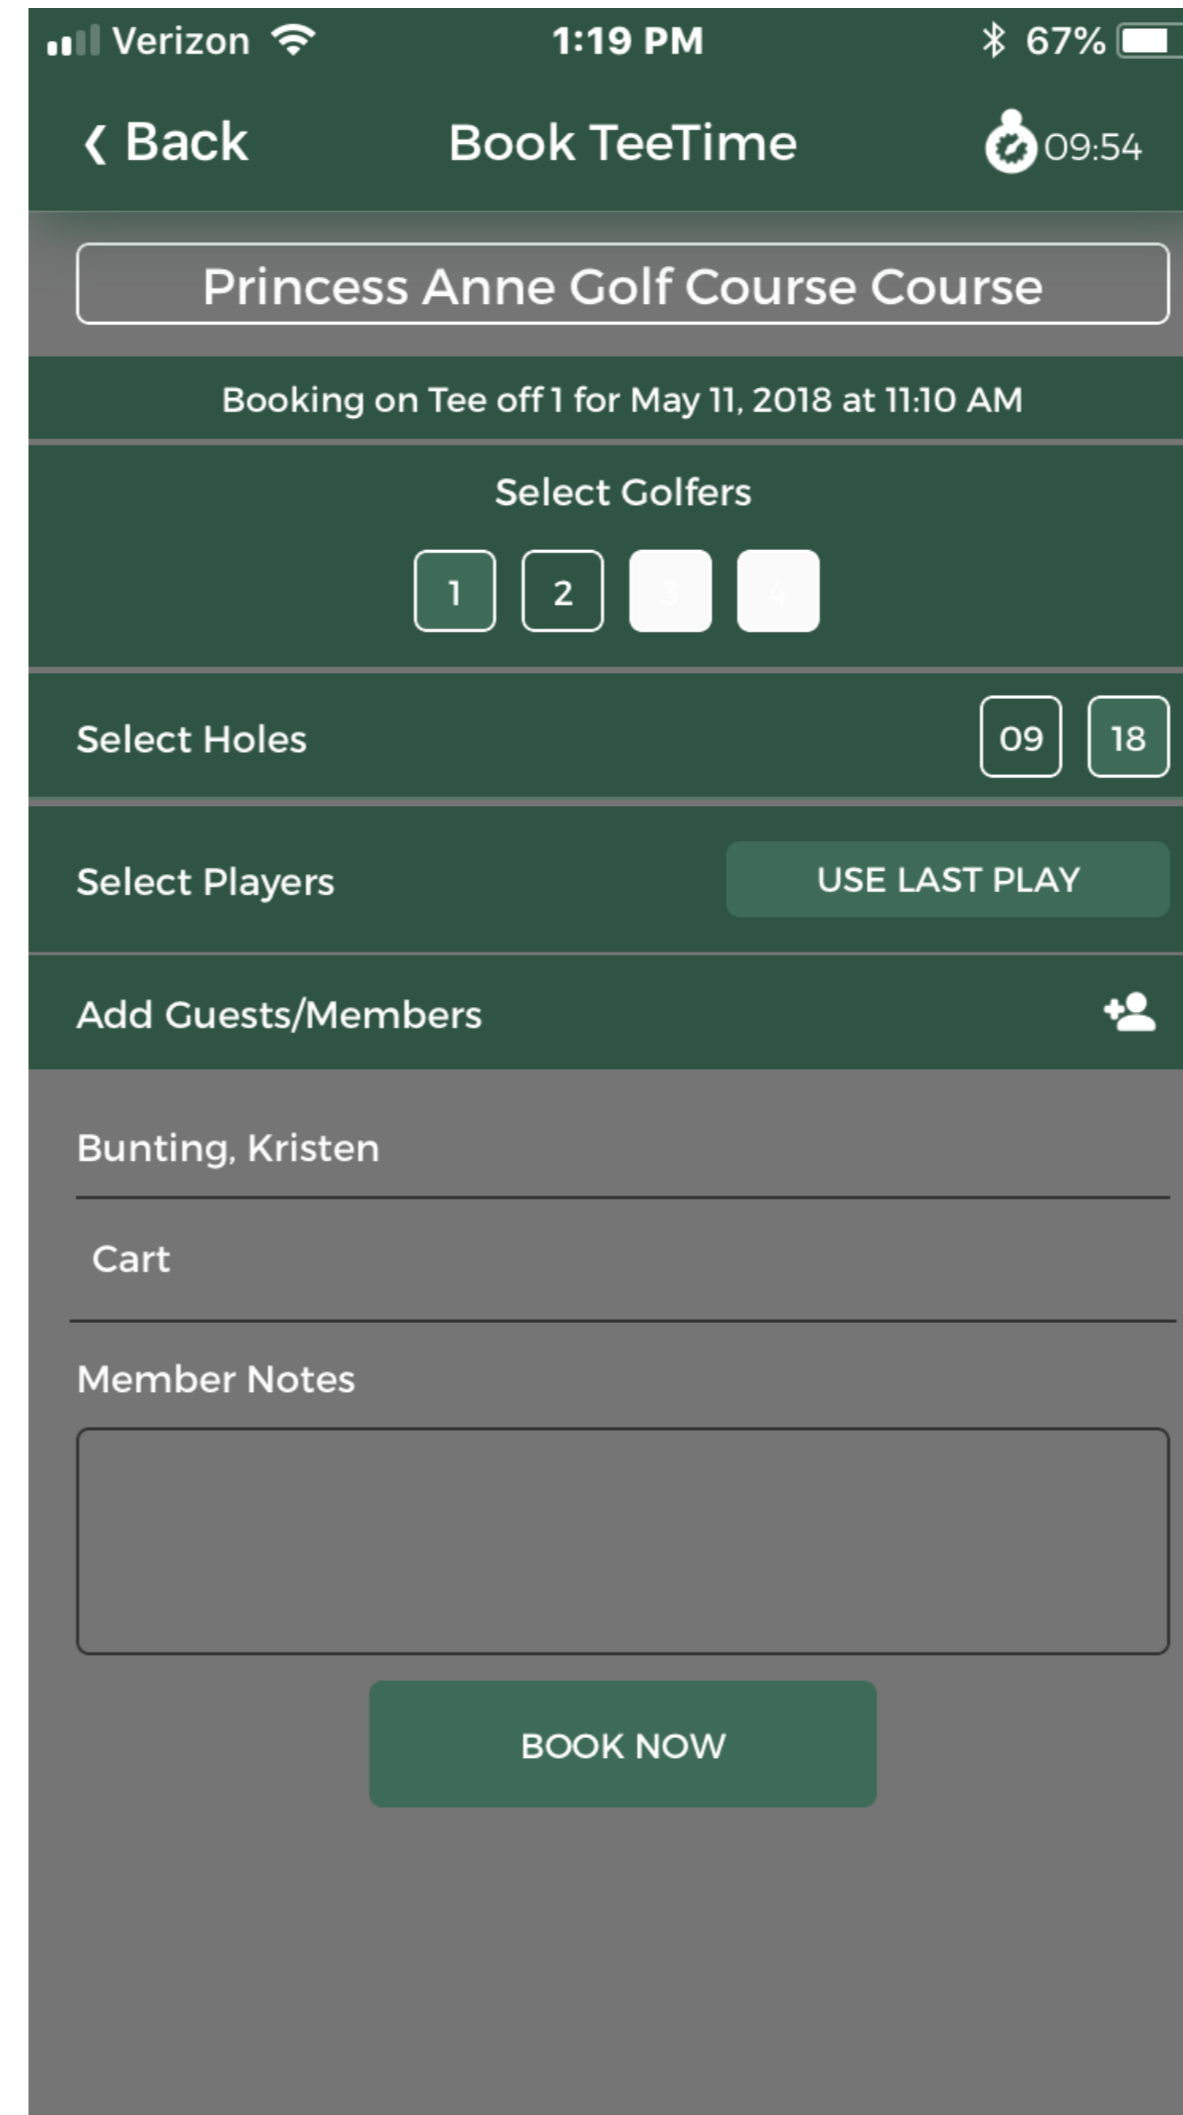 Verizon 1:19 PM 67%
Back Book TeeTime 09:54
Princess Anne Golf Course Course
Booking on Tee off 1 for May 11, 2018 at 11:10 AM
Select Golfers
1 2 3 4
Select Holes 09 18
Select Players USE LAST PLAY
Add Guests/Members
Bunting, Kristen
Cart
Member Notes
BOOK NOW